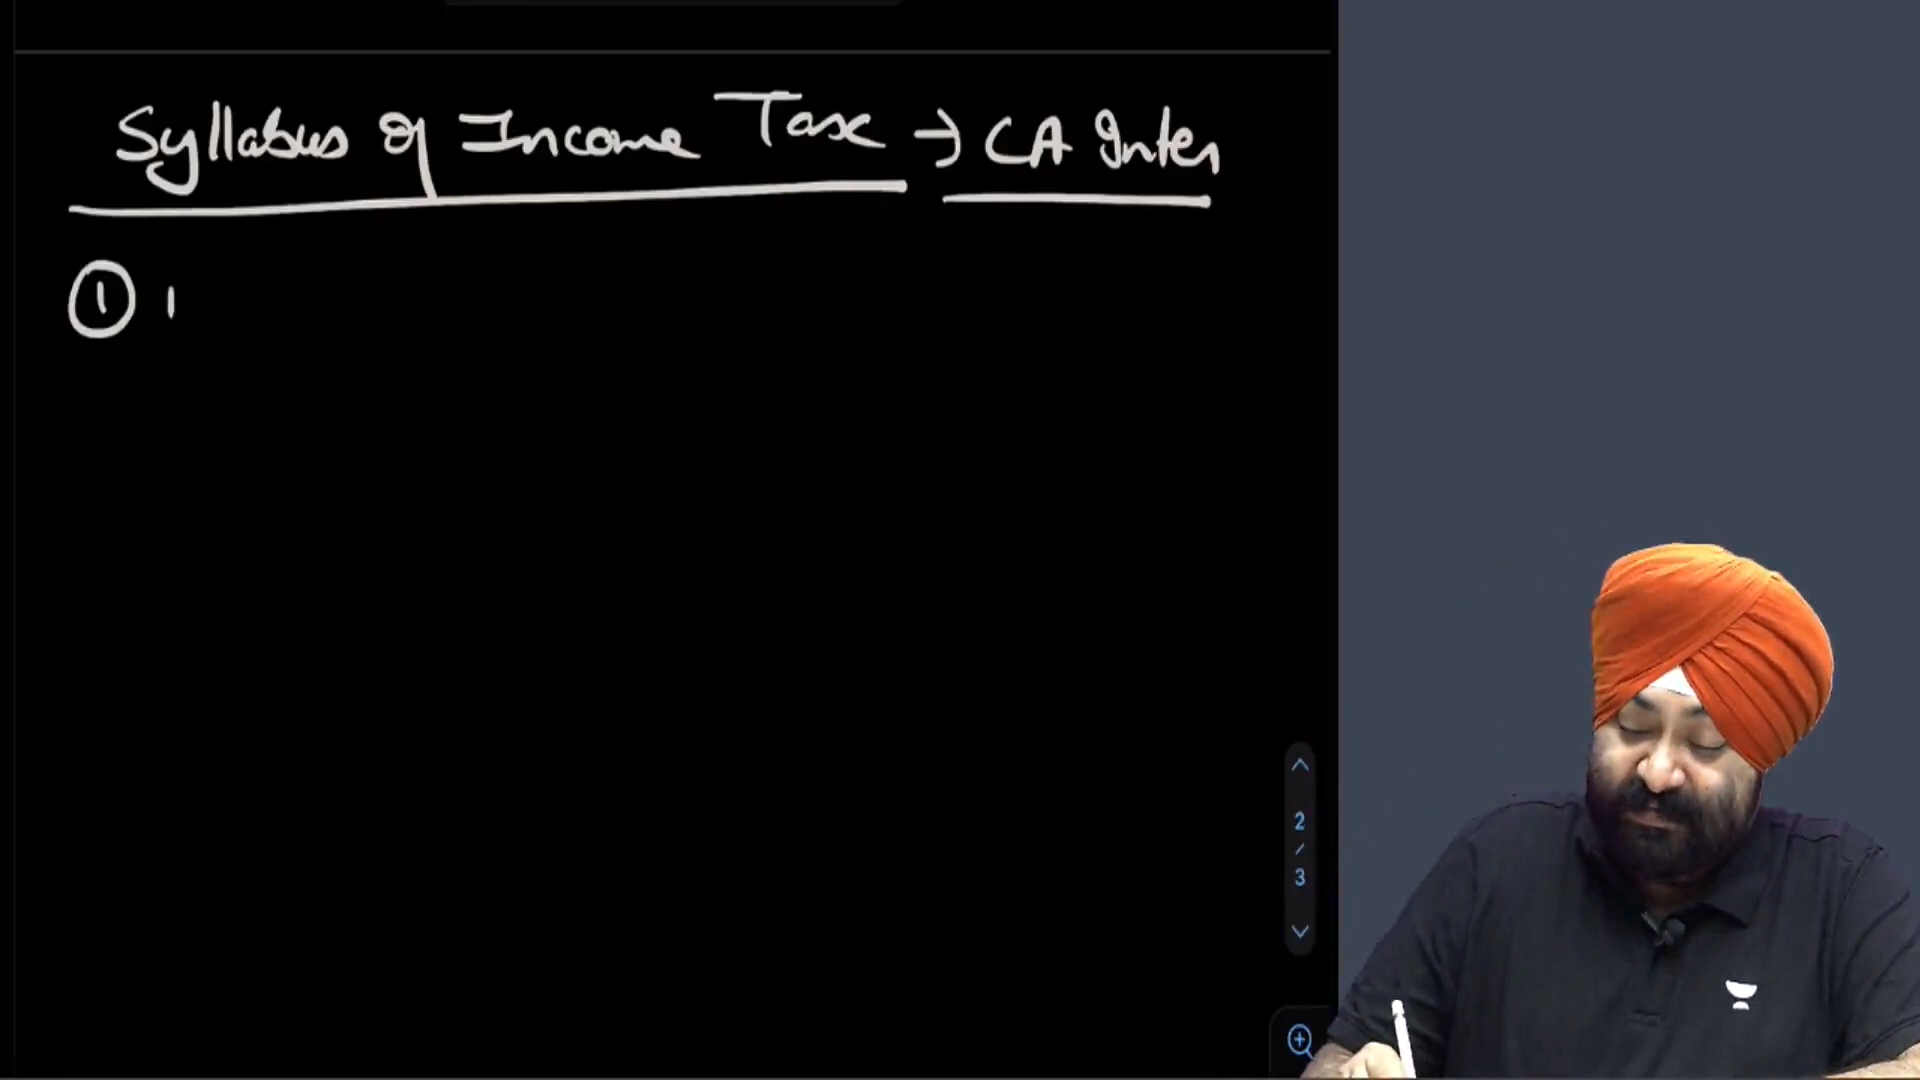 Syllabus of Income Tax → CA Inter
① I
2
/
3